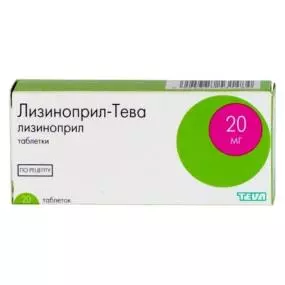 Лизиноприл-Тева
лизиноприл
таблетки
20
мг
ПО РЕЦЕПТУ
20 таблеток
TEVA